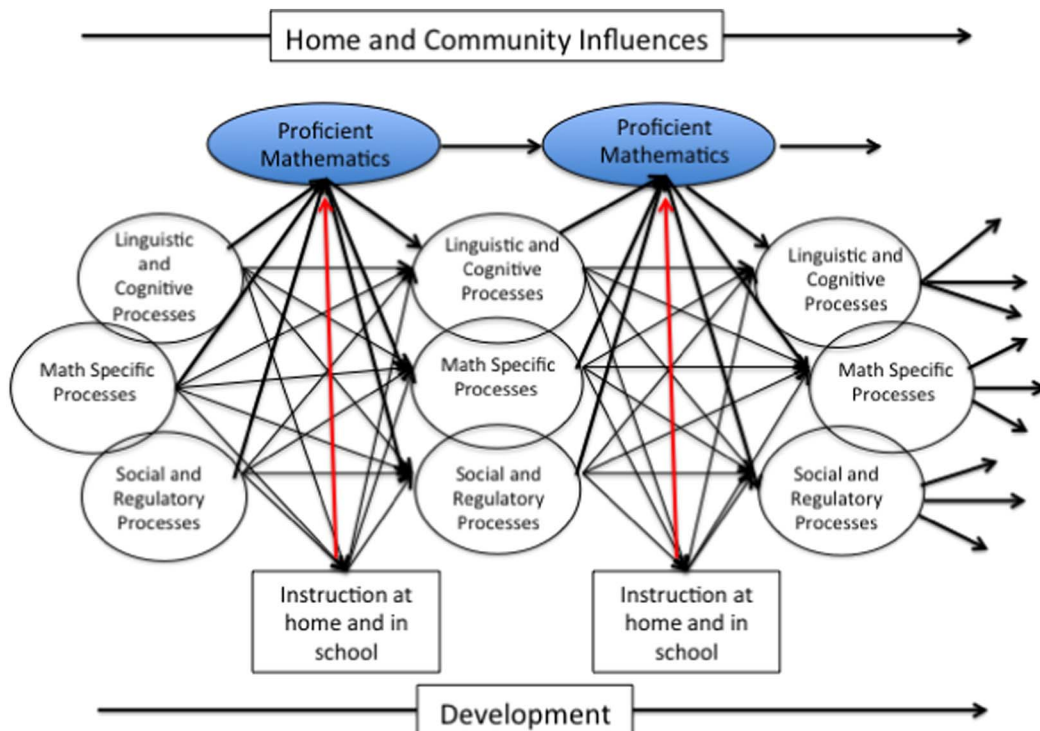 Home and Community Influences
Proficient
Mathematics
Proficient
Mathematics
Linguistic
and
Cognitive
Processes
Linguistic and
Cognitive
Processes
Linguistic and
Cognitive
Processes
Math Specific
Processes
Math Specific
Processes
Math Specific
Processes
Social and
Regulatory
Processes
Social and
Regulatory
Processes
Social and
Regulatory
Processes
Instruction at
home and in
school
Instruction at
home and in
school
Development